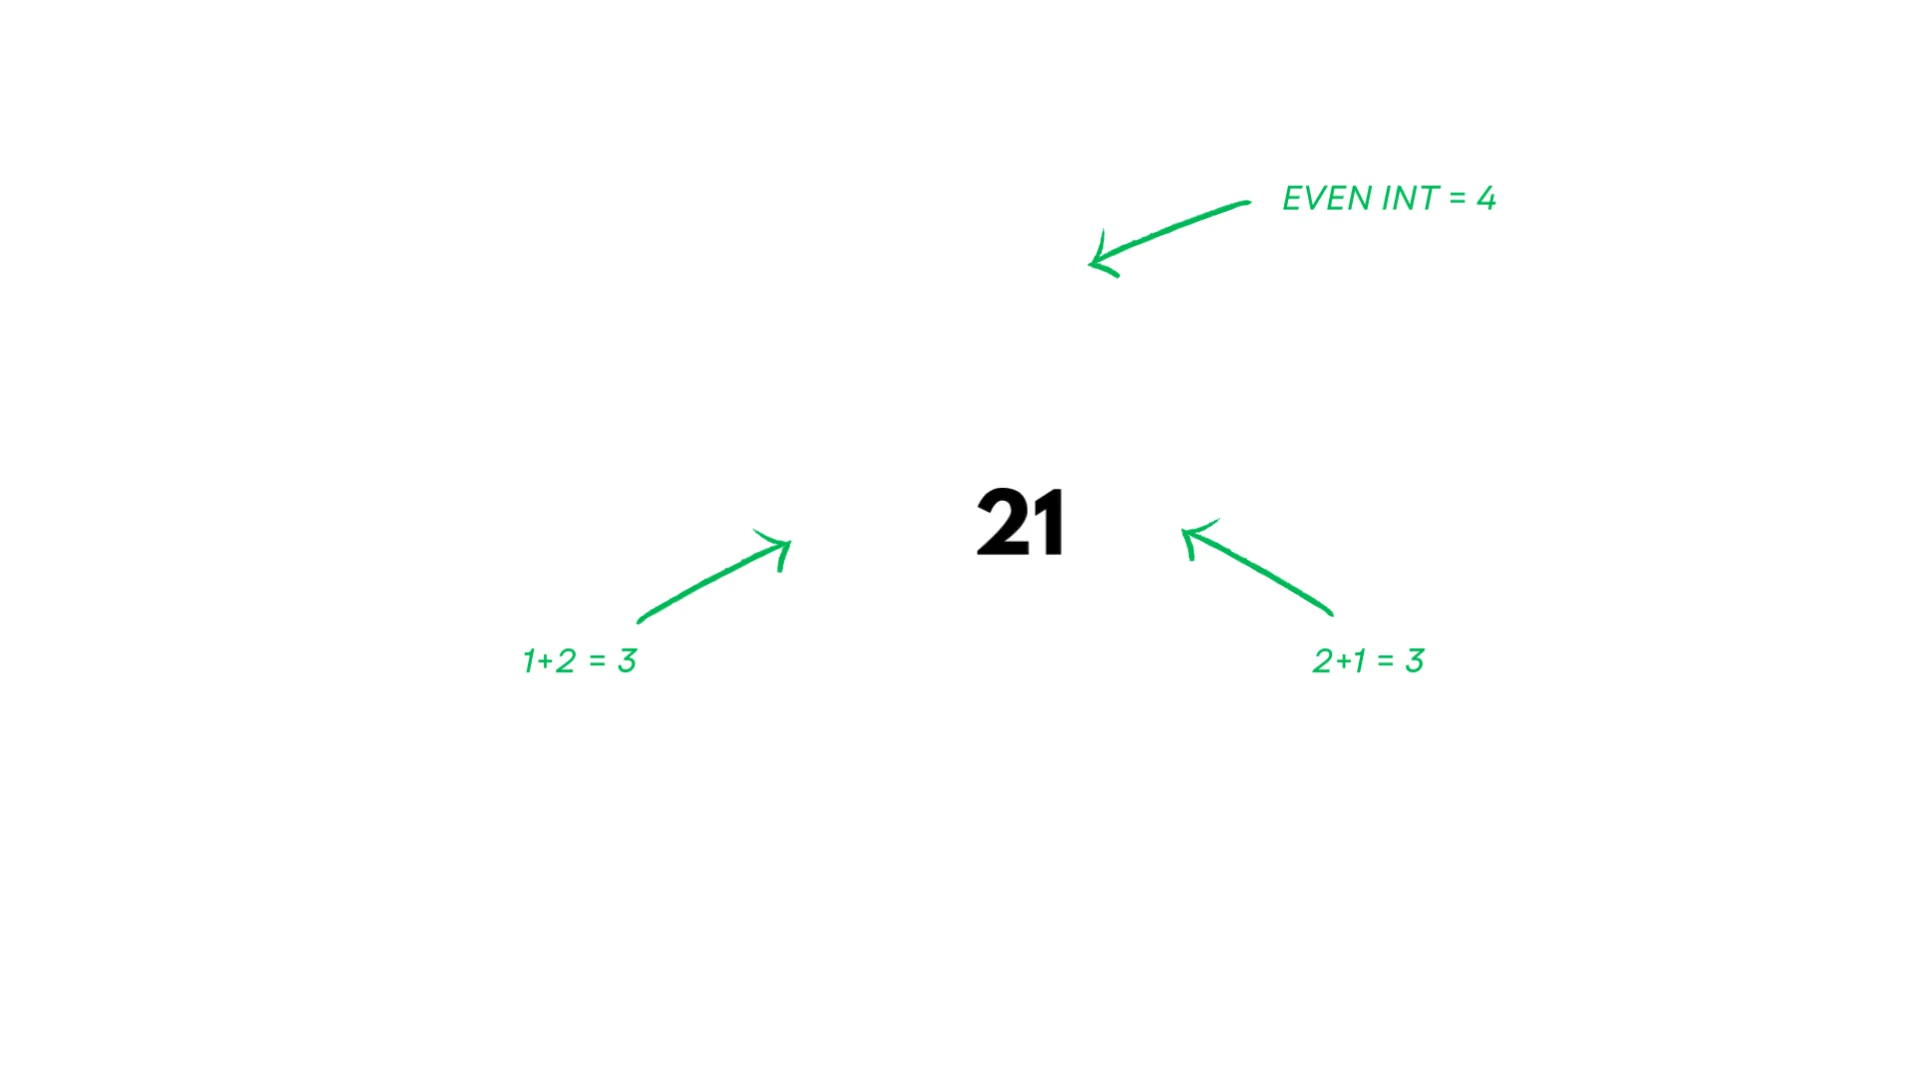 EVEN INT = 4
21
1+2 = 3
2+1 = 3